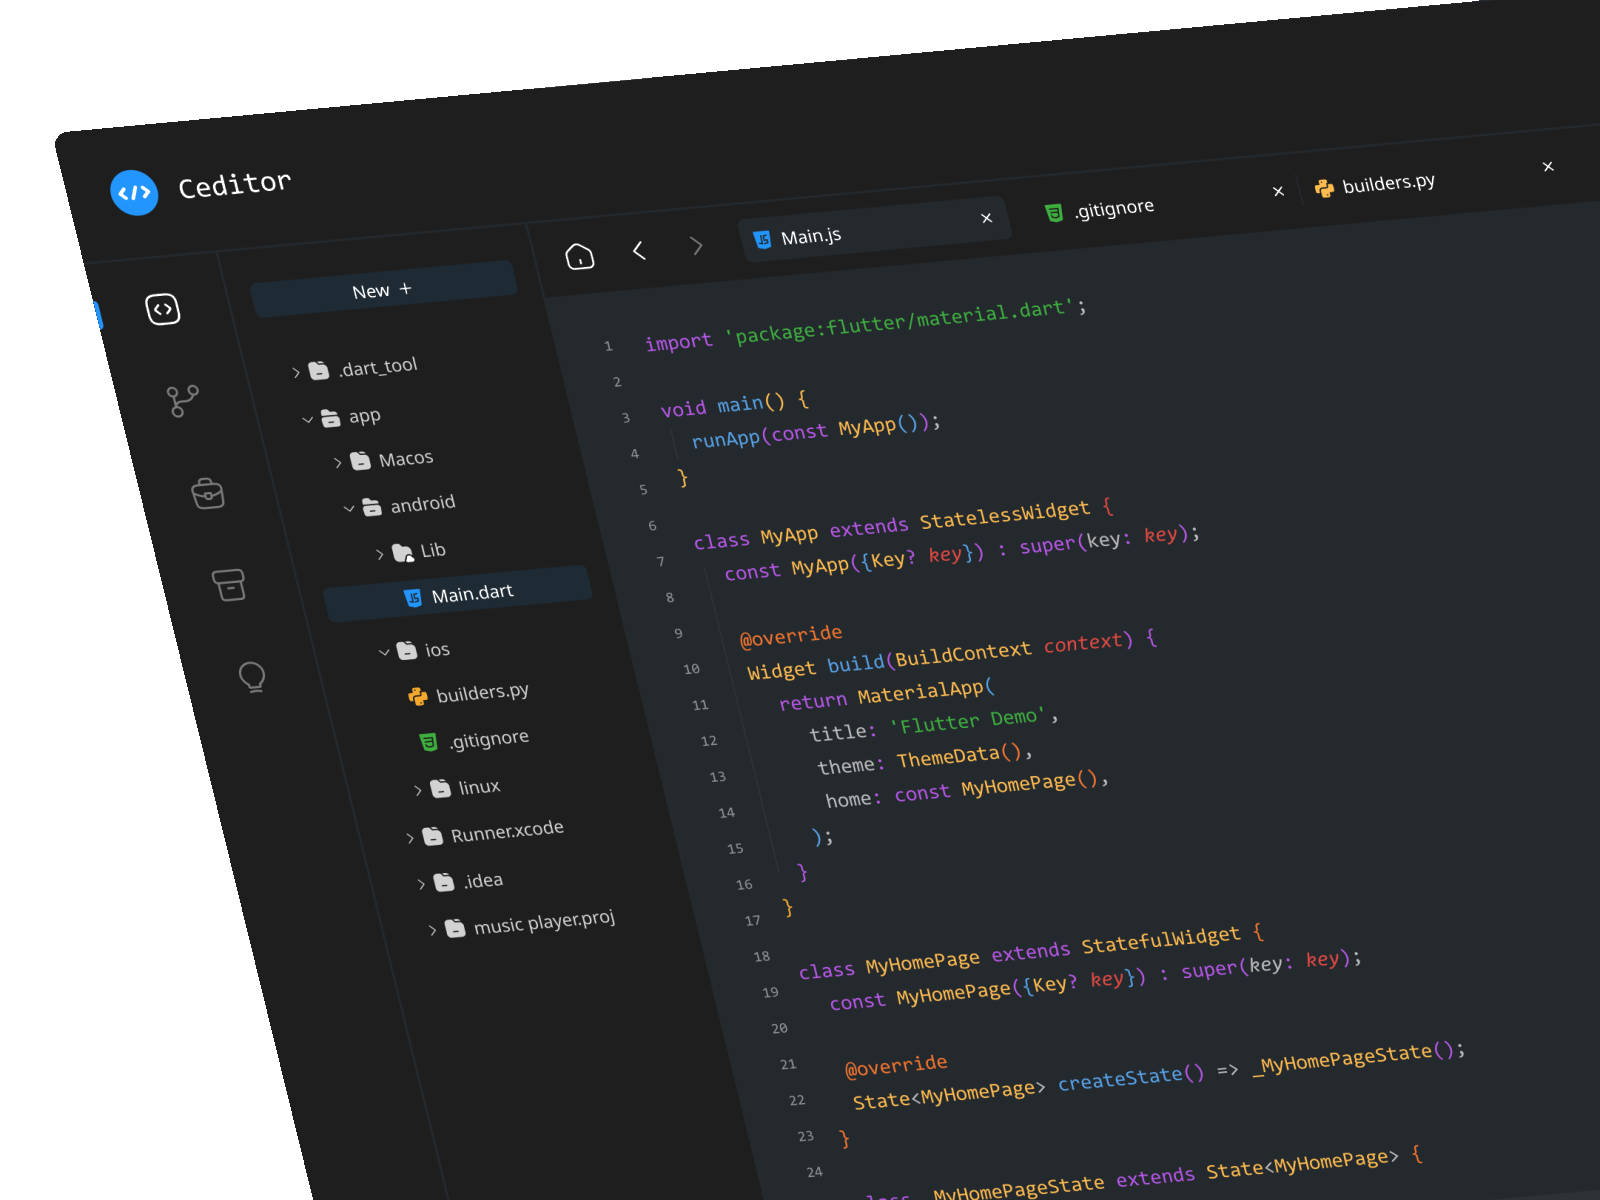 Ceditor
New +
.dart_tool
app
Macos
android
Lib
Main.dart
ios
builders.py
.gitignore
linux
Runner.xcode
.idea
music player.proj
Main.js
.gitignore
builders.py
1 import 'package:flutter/material.dart';
2
3 void main() {
4 runApp(const MyApp());
5 }
6
7 class MyApp extends StatelessWidget {
const MyApp({Key? key}) : super(key: key);
8
9 @override
10 Widget build(BuildContext context) {
11 return MaterialApp(
12 title: 'Flutter Demo',
13 theme: ThemeData(),
14 home: const MyHomePage(),
15 );
16 }
17 }
18
19 class MyHomePage extends StatefulWidget {
const MyHomePage({Key? key}) : super(key: key);
20
21 @override
22 State<MyHomePage> createState() => _MyHomePageState();
23 }
24
_MyHomePageState extends State<MyHomePage> {